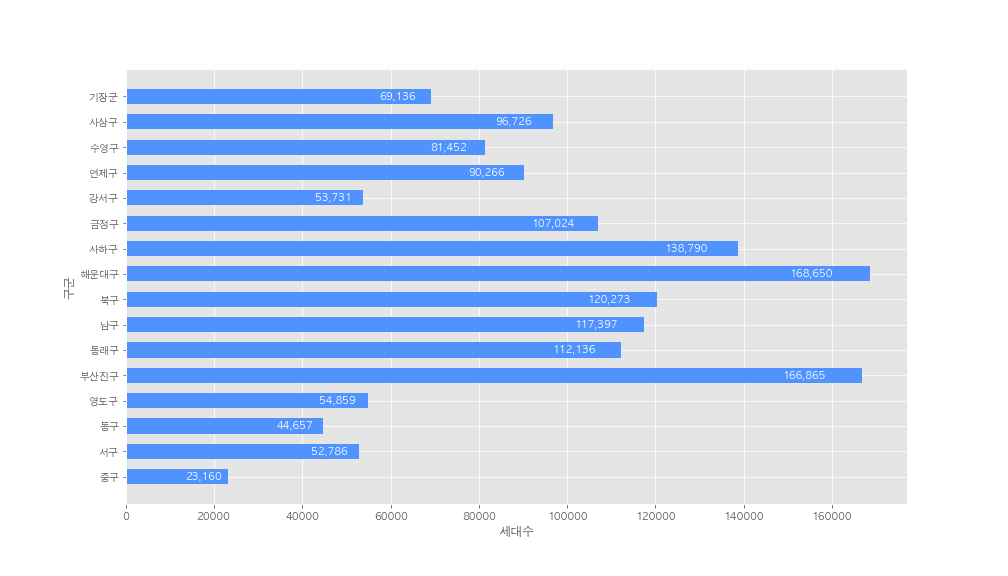 기장군 69,136
사상구 96,726
수영구 81,452
연제구 90,266
강서구 53,731
금정구 107,024
사하구 138,790
해운대구 168,650
북구 120,273
남구 117,397
동래구 112,136
부산진구 166,865
영도구 54,859
동구 44,657
서구 52,786
중구 23,160
구군
0 20000 40000 60000 80000 100000 120000 140000 160000
세대수